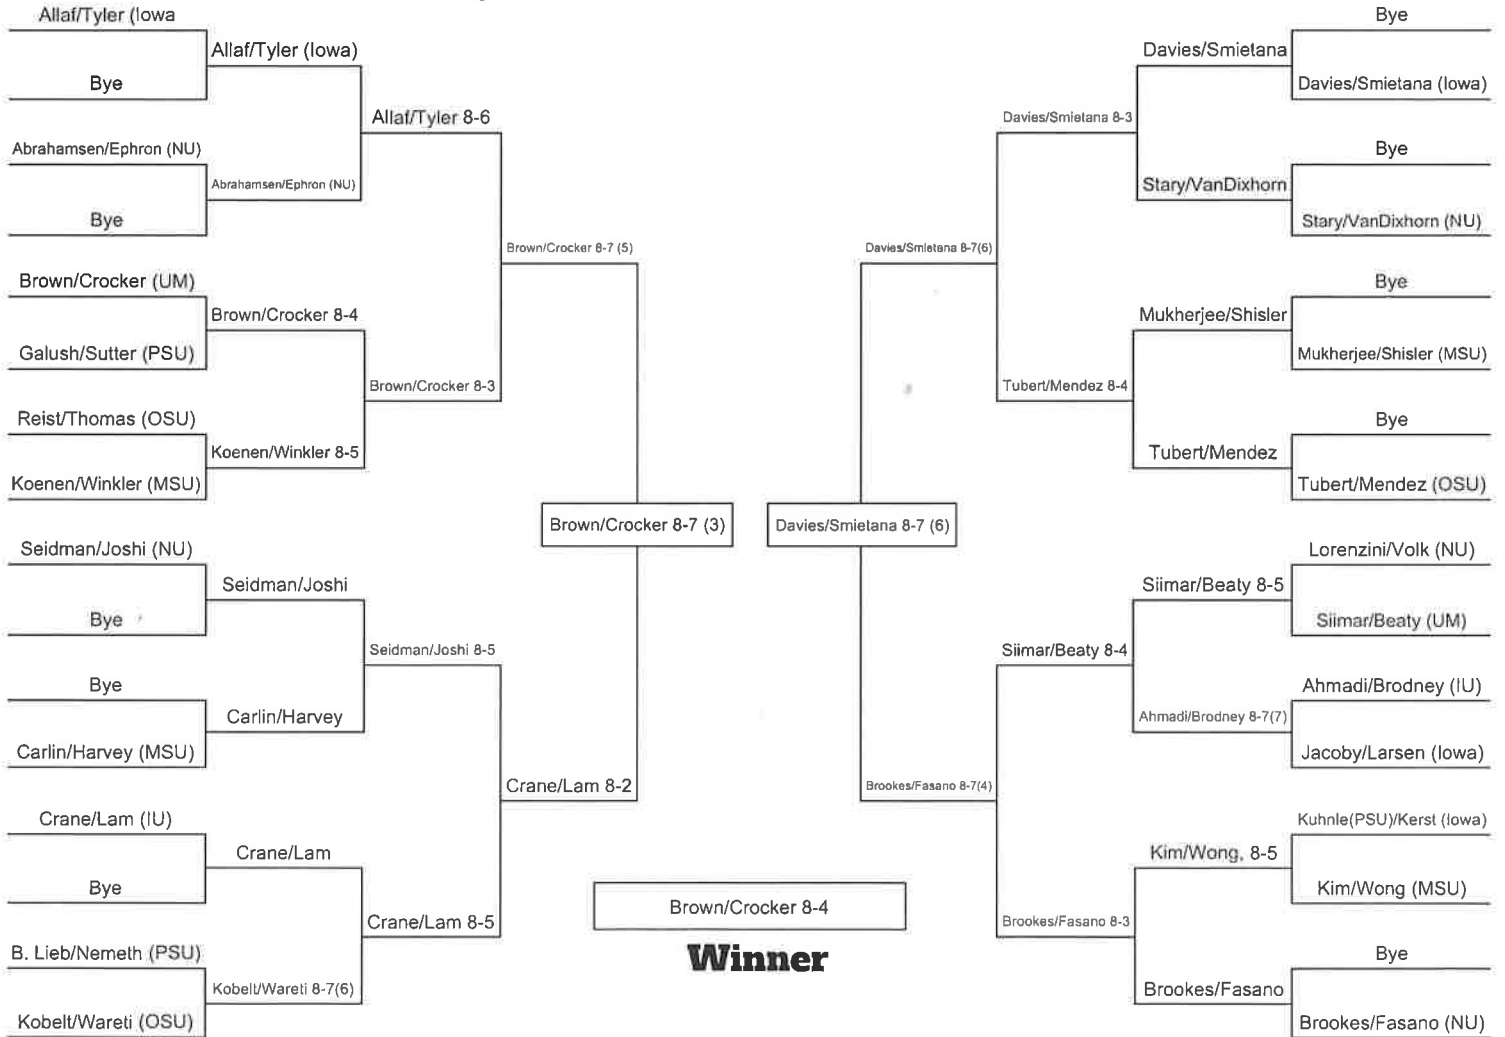 Allaf/Tyler (Iowa
Bye
Abrahamsen/Ephron (NU)
Bye
Brown/Crocker (UM)
Galush/Sutter (PSU)
Reist/Thomas (OSU)
Koenen/Winkler (MSU)
Seidman/Joshi (NU)
Bye
Bye
Carlin/Harvey (MSU)
Crane/Lam (IU)
Bye
B. Lieb/Nemeth (PSU)
Kobelt/Wareti (OSU)
Allaf/Tyler (Iowa)
Abrahamsen/Ephron (NU)
Brown/Crocker 8-4
Koenen/Winkler 8-5
Seidman/Joshi
Carlin/Harvey
Crane/Lam
Kobelt/Wareti 8-7(6)
Allaf/Tyler 8-6
Brown/Crocker 8-3
Seidman/Joshi 8-5
Crane/Lam 8-5
Brown/Crocker 8-7 (5)
Crane/Lam 8-2
Brown/Crocker 8-7 (3)
Brown/Crocker 8-4
Winner
Davies/Smietana 8-7 (6)
Davies/Smietana 8-7(6)
Brookes/Fasano 8-7(4)
Davies/Smietana 8-3
Tubert/Mendez 8-4
Siimar/Beaty 8-4
Brookes/Fasano 8-3
Davies/Smietana
Stary/VanDixhorn
Mukherjee/Shisler
Tubert/Mendez
Siimar/Beaty 8-5
Ahmadi/Brodney 8-7(7)
Kim/Wong, 8-5
Brookes/Fasano
Bye
Davies/Smietana (Iowa)
Bye
Stary/VanDixhorn (NU)
Bye
Mukherjee/Shisler (MSU)
Bye
Tubert/Mendez (OSU)
Lorenzini/Volk (NU)
Siimar/Beaty (UM)
Ahmadi/Brodney (IU)
Jacoby/Larsen (Iowa)
Kuhnle(PSU)/Kerst (Iowa)
Kim/Wong (MSU)
Bye
Brookes/Fasano (NU)